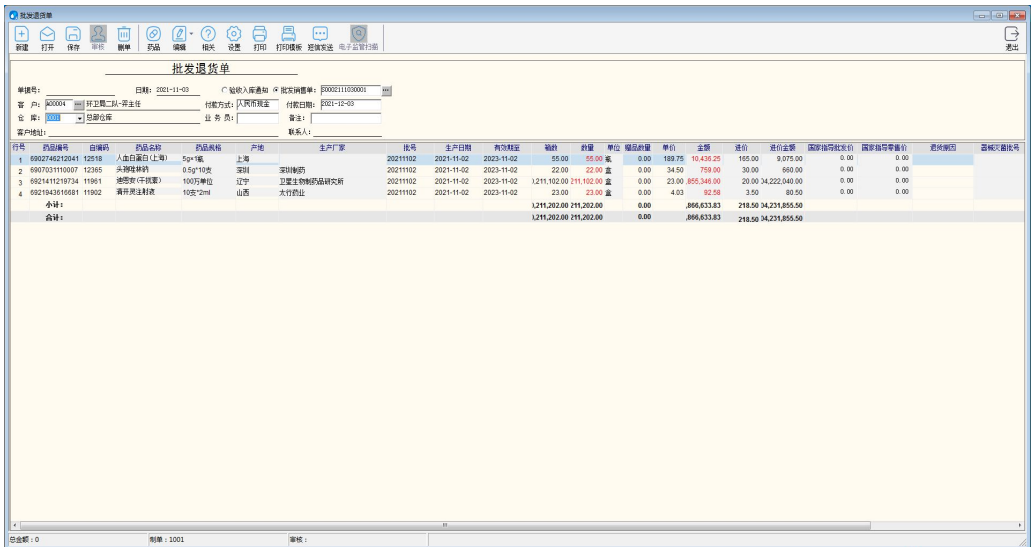 批发退货单
新建 打开 保存 审核 删单 药品 编辑 相关 设置 打印 打印模板 短信发送 电子监管扫描 退出
批发退货单
单据号: 日期: 2021-11-03 验收入库通知 批发销售单: S0002111030001
客 户: A00004 环卫局二队-羿主任 付款方式: 人民币现金 付款日期: 2021-12-03
仓 库: 0001 总部仓库 业 务 员: 备注:
客户地址: 联系人:
行号 药品编号 自编码 药品名称 药品规格 产地 生产厂家 批号 生产日期 有效期至 箱数 数量 单位 赠品数量 单价 金额 进价 进价金额 国家指导批发价 国家指导零售价 退货原因 器械灭菌批号
1 6902746212041 12518 人血白蛋白(上海) 5g*1瓶 上海 20211102 2021-11-02 2023-11-02 55.00 55.00 瓶 0.00 189.75 10,436.25 165.00 9,075.00 0.00 0.00
2 6907031110007 12365 头孢唑林钠 0.5g*10支 深圳 深圳制药 20211102 2021-11-02 2023-11-02 22.00 22.00 盒 0.00 34.50 759.00 30.00 660.00 0.00 0.00
3 6921411219734 11961 迪恩安(干扰素) 100万单位 辽宁 卫星生物制药品研究所 20211102 2021-11-02 2023-11-02 ,211,102.00 211,102.00 盒 0.00 23.00 ,855,346.00 20.00 04,222,040.00 0.00 0.00
4 6921943616681 11902 清开灵注射液 10支*2ml 山西 太行药业 20211102 2021-11-02 2023-11-02 23.00 23.00 盒 0.00 4.03 92.58 3.50 80.50 0.00 0.00
小计: ,211,202.00 211,202.00 0.00 ,866,633.83 218.50 04,231,855.50
合计: ,211,202.00 211,202.00 0.00 ,866,633.83 218.50 04,231,855.50
总金额: 0 制单: 1001 审核: